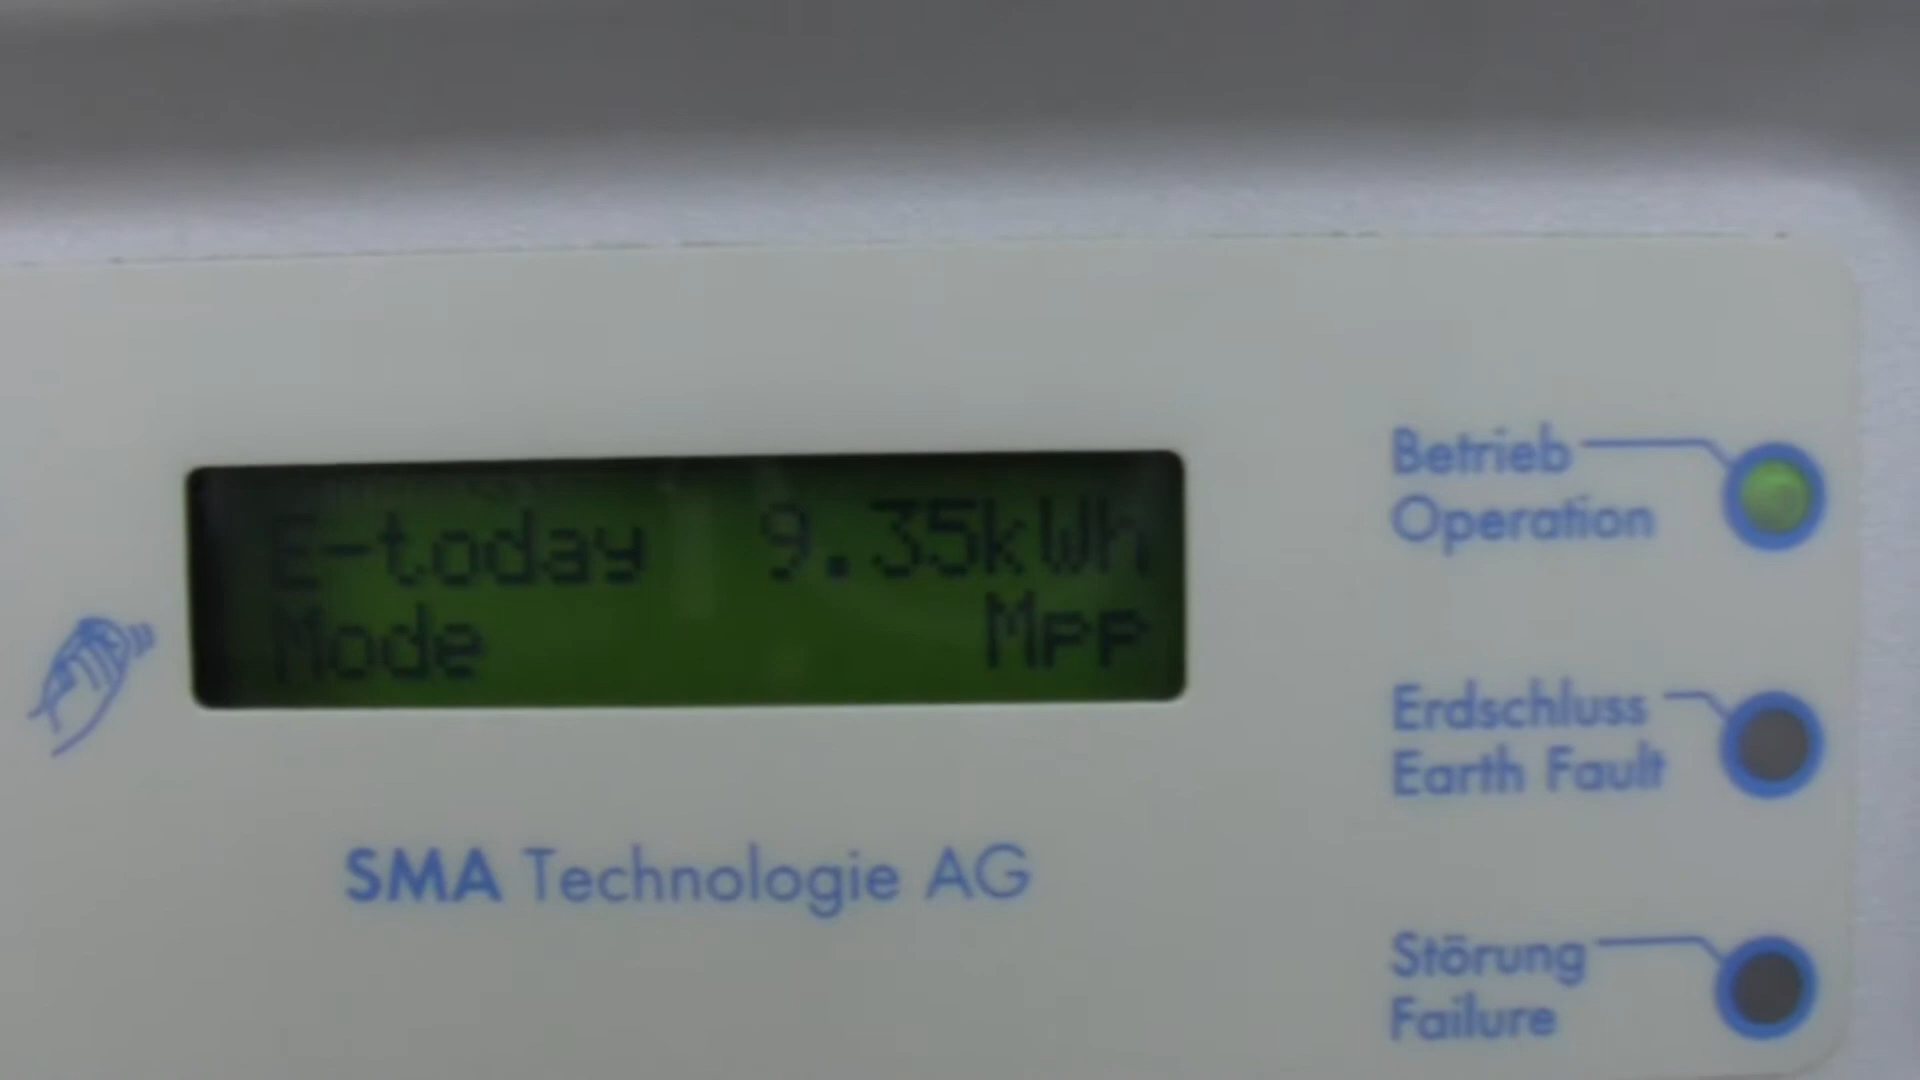 E-today 9.35kWh
Mode Mpp
SMA Technologie AG
Betrieb
Operation
Erdschluss
Earth Fault
Störung
Failure